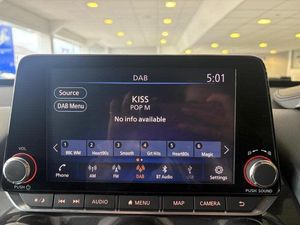 DAB
5:01
Source
DAB Menu
KISS
POP M
No info available
1 2 3 4 5 6
BBC WM Heart80s Smooth Git Hits Heart90s Magic
Phone AM FM DAB BT Audio USB Settings
VOL
PUSH
PUSH SOUND
AUDIO MENU MAP CAMERA